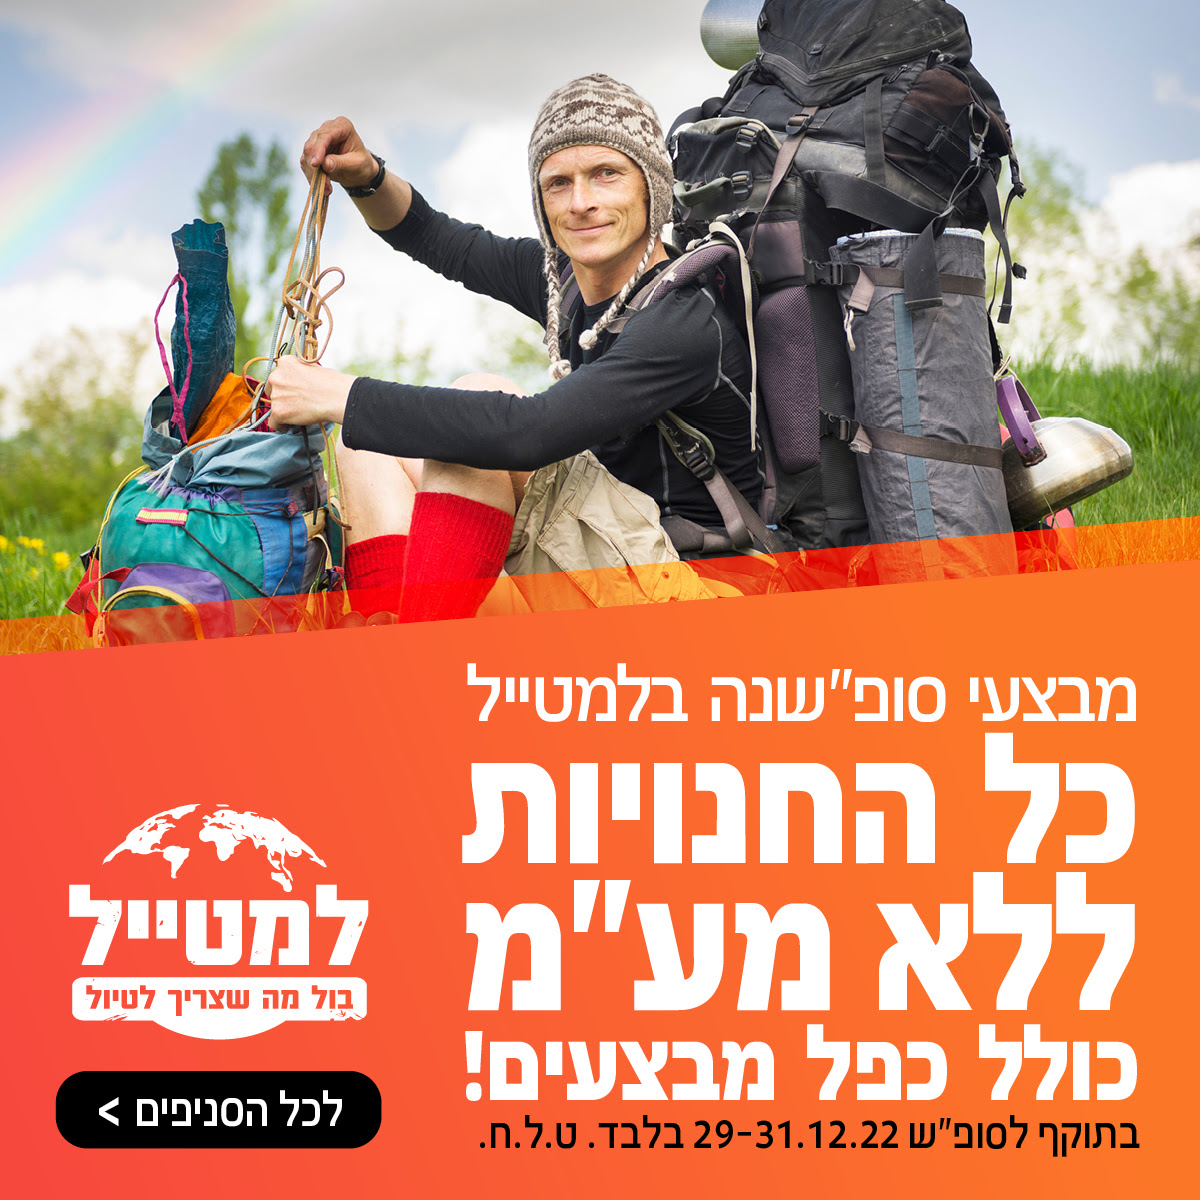 מבצעי סופ"שנה בלמטייל
כל החנויות
ללא מע"מ
כולל כפל מבצעים!
בתוקף לסופ"ש 29-31.12.22 בלבד. ט.ל.ח.
למטייל
בול מה שצריך לטיול
לכל הסניפים >